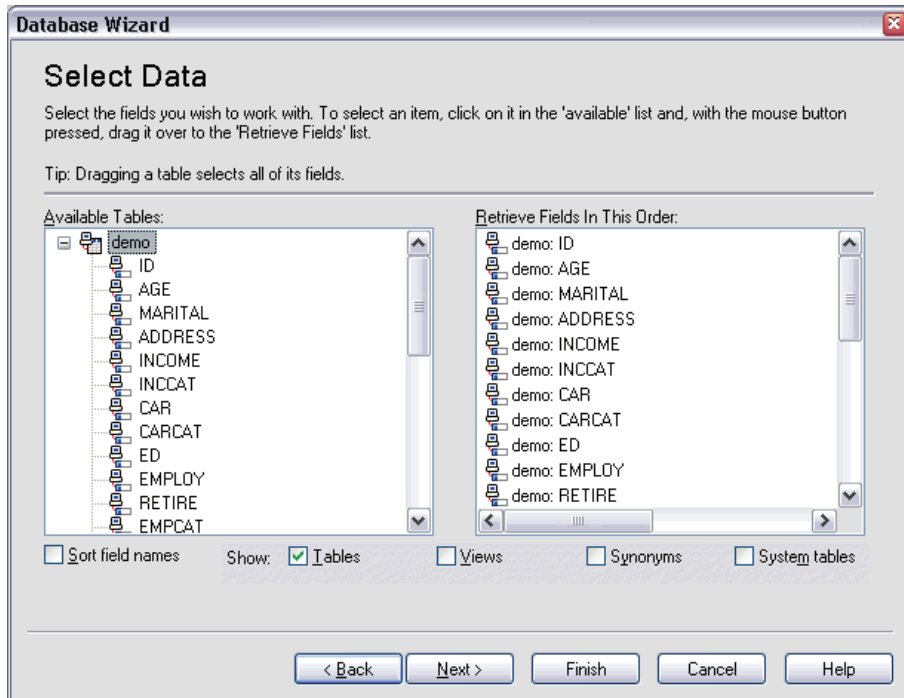 Database Wizard
Select Data
Select the fields you wish to work with. To select an item, click on it in the 'available' list and, with the mouse button
pressed, drag it over to the 'Retrieve Fields' list.
Tip: Dragging a table selects all of its fields.
Available Tables:
demo
ID
AGE
MARITAL
ADDRESS
INCOME
INCCAT
CAR
CARCAT
ED
EMPLOY
RETIRE
EMPCAT
Retrieve Fields In This Order:
demo: ID
demo: AGE
demo: MARITAL
demo: ADDRESS
demo: INCOME
demo: INCCAT
demo: CAR
demo: CARCAT
demo: ED
demo: EMPLOY
demo: RETIRE
Sort field names Show: Tables Views Synonyms System tables
< Back Next > Finish Cancel Help